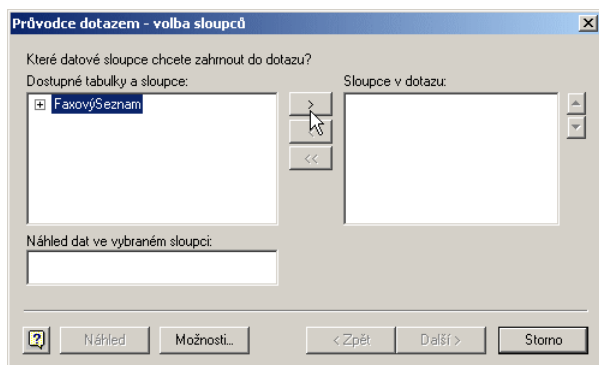 Průvodce dotazem - volba sloupců
Které datové sloupce chcete zahrnout do dotazu?
Dostupné tabulky a sloupce:
Sloupce v dotazu:
FaxovýSeznam
>
<
<<
Náhled dat ve vybraném sloupci:
Náhled
Možnosti...
< Zpět
Další >
Storno